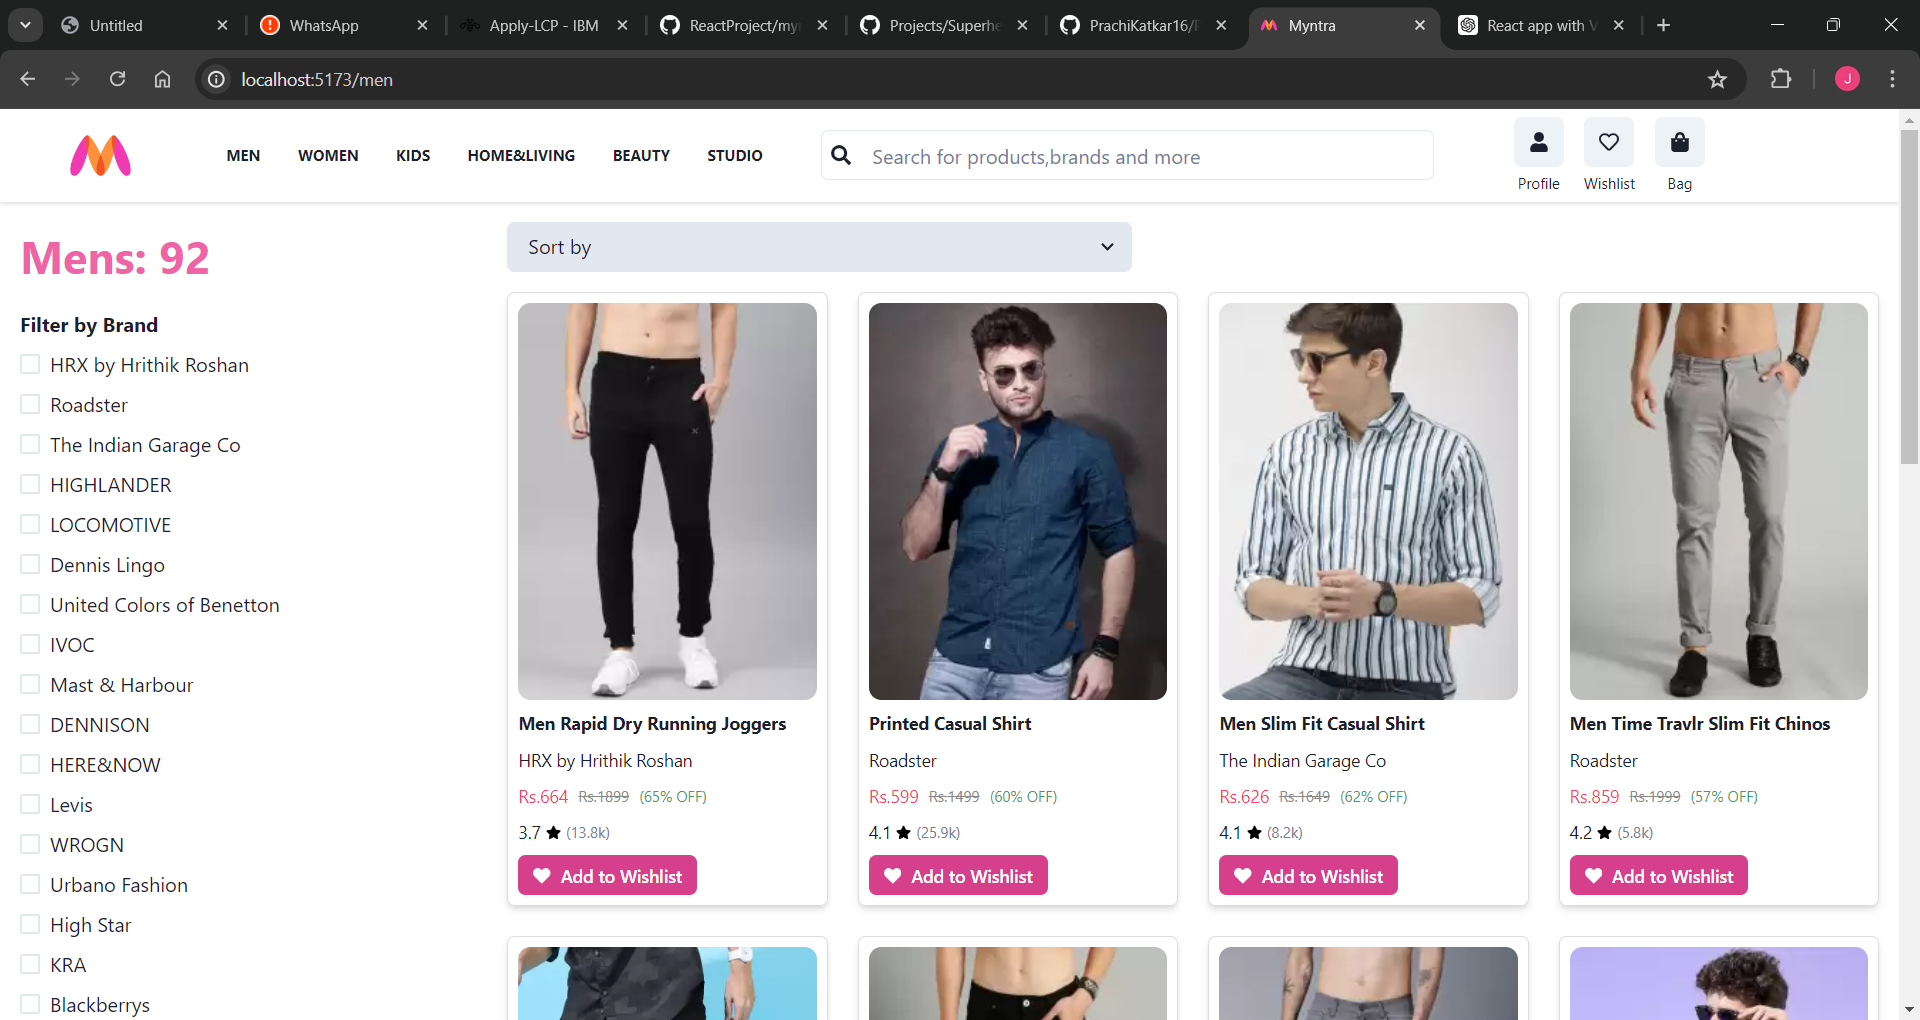 Untitled
WhatsApp
Apply-LCP - IBM
ReactProject/my
Projects/Superhe
PrachiKatkar16/
Myntra
React app with
localhost:5173/men
J
MEN WOMEN KIDS HOME&LIVING BEAUTY STUDIO
Search for products,brands and more
Profile Wishlist Bag
Mens: 92
Sort by
Filter by Brand
HRX by Hrithik Roshan
Roadster
The Indian Garage Co
HIGHLANDER
LOCOMOTIVE
Dennis Lingo
United Colors of Benetton
IVOC
Mast & Harbour
DENNISON
HERE&NOW
Levis
WROGN
Urbano Fashion
High Star
KRA
Blackberrys
Men Rapid Dry Running Joggers
HRX by Hrithik Roshan
Rs.664 Rs.1899 (65% OFF)
3.7 (13.8k)
Add to Wishlist
Printed Casual Shirt
Roadster
Rs.599 Rs.1499 (60% OFF)
4.1 (25.9k)
Add to Wishlist
Men Slim Fit Casual Shirt
The Indian Garage Co
Rs.626 Rs.1649 (62% OFF)
4.1 (8.2k)
Add to Wishlist
Men Time Travlr Slim Fit Chinos
Roadster
Rs.859 Rs.1999 (57% OFF)
4.2 (5.8k)
Add to Wishlist